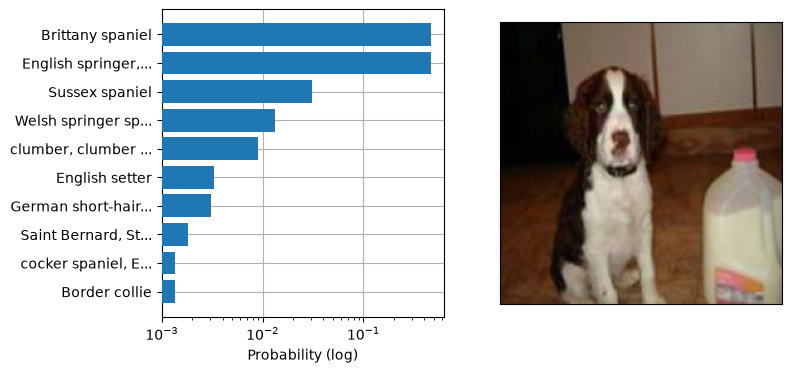 Brittany spaniel
English springer,...
Sussex spaniel
Welsh springer sp...
clumber, clumber ...
English setter
German short-hair...
Saint Bernard, St...
cocker spaniel, E...
Border collie
10⁻³ 10⁻² 10⁻¹
Probability (log)